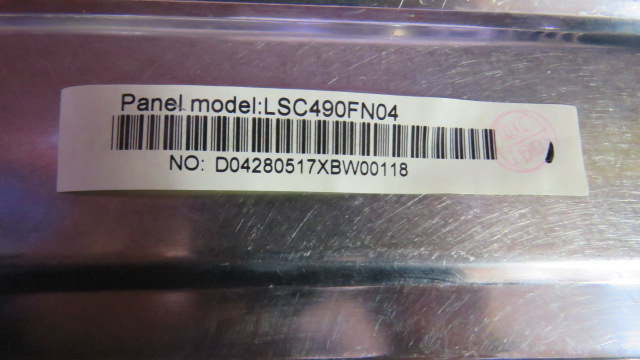 Panel model:LSC490FN04
NO: D04280517XBW00118